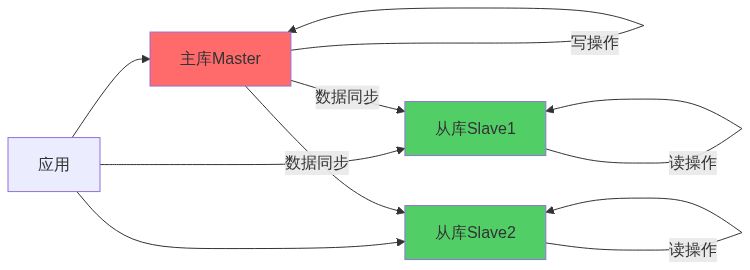 写操作
主库Master
数据同步
从库Slave1
应用
数据同步
读操作
从库Slave2
读操作